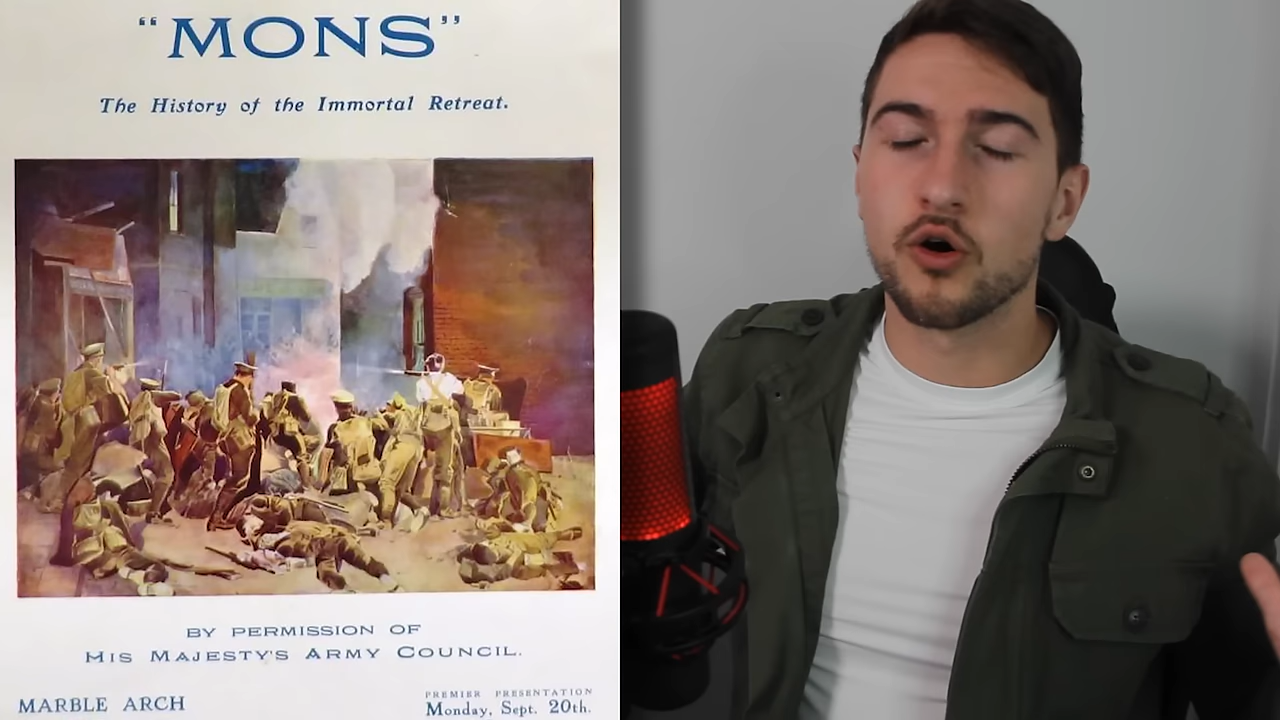 "MONS"
The History of the Immortal Retreat.
BY PERMISSION OF
HIS MAJESTY'S ARMY COUNCIL.
MARBLE ARCH
PREMIER PRESENTATION
Monday, Sept. 20th.